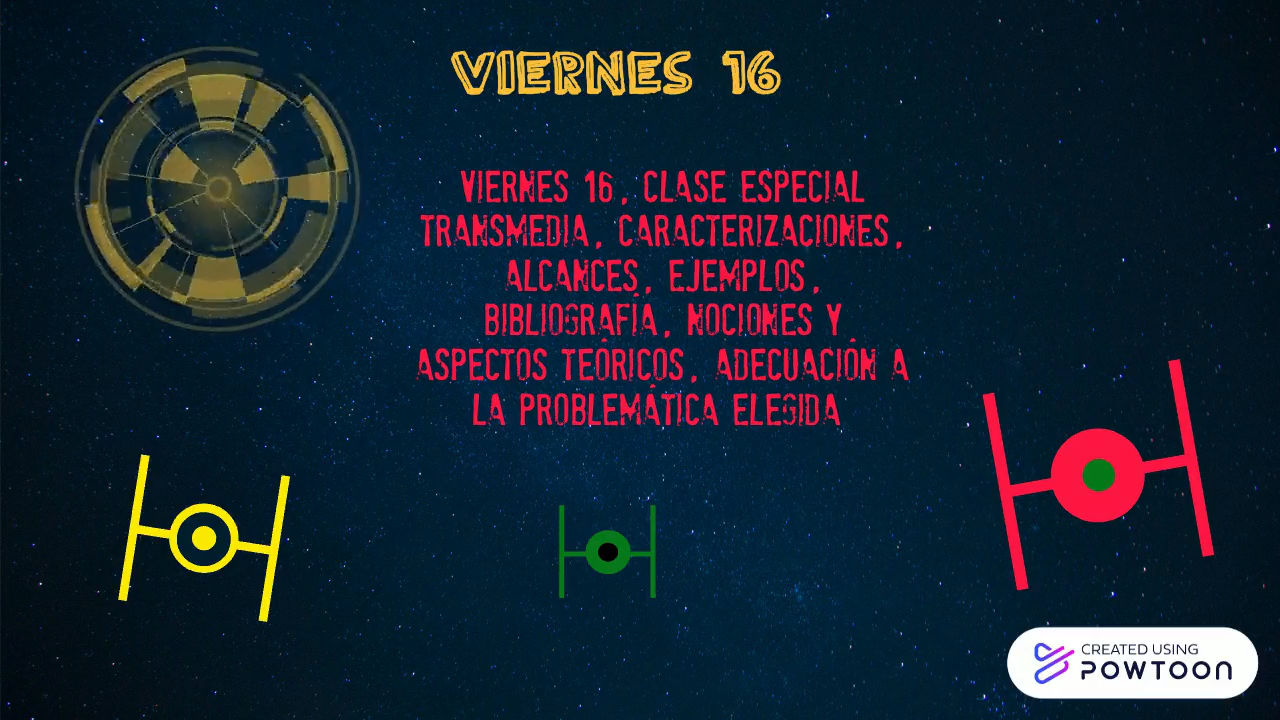 VIERNES 16
VIERNES 16, CLASE ESPECIAL
TRANSMEDIA, CARACTERIZACIONES,
ALCANCES, EJEMPLOS,
BIBLIOGRAFÍA, NOCIONES Y
ASPECTOS TEÓRICOS, ADECUACIÓN A
LA PROBLEMÁTICA ELEGIDA
CREATED USING
POWTOON